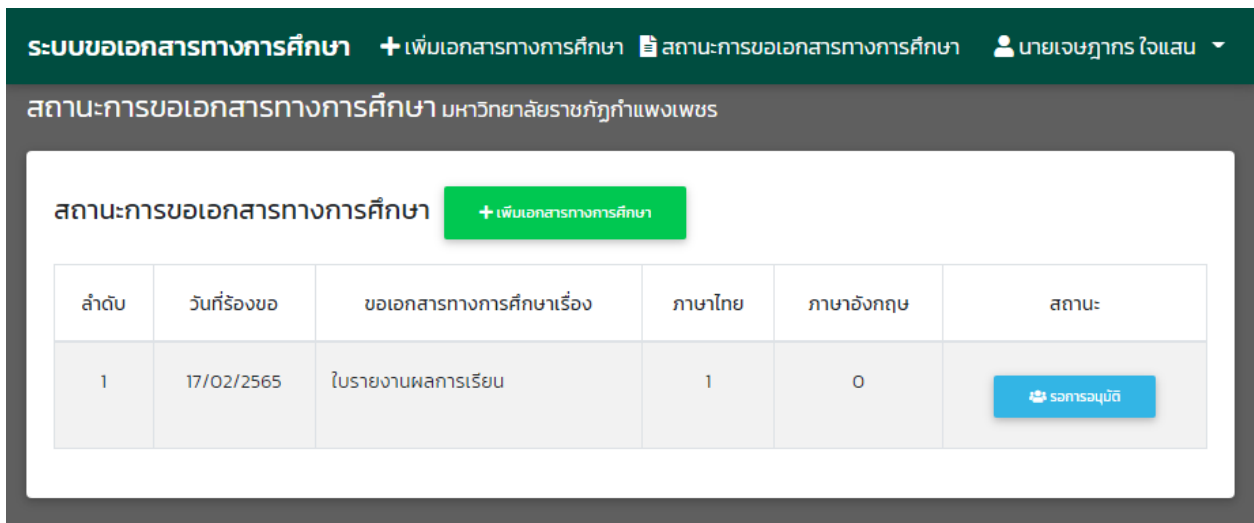 ระบบขอเอกสารทางการศึกษา เพิ่มเอกสารทางการศึกษา สถานะการขอเอกสารทางการศึกษา นายเจษฎากร ใจแสน
สถานะการขอเอกสารทางการศึกษา มหาวิทยาลัยราชภัฏกำแพงเพชร
สถานะการขอเอกสารทางการศึกษา เพิ่มเอกสารทางการศึกษา
ลำดับ วันที่ร้องขอ ขอเอกสารทางการศึกษาเรื่อง ภาษาไทย ภาษาอังกฤษ สถานะ
1 17/02/2565 ใบรายงานผลการเรียน 1 0 รอการอนุมัติ